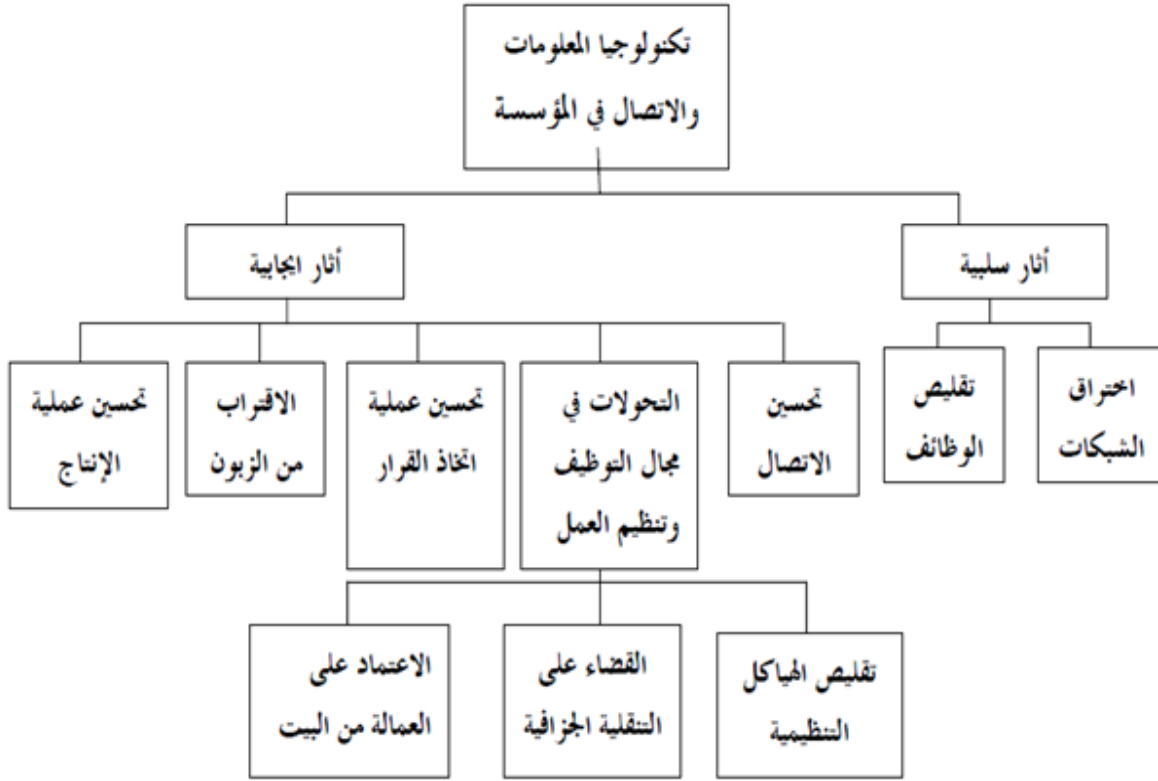 تكنولوجيا المعلومات
والاتصال في المؤسسة
أثار سلبية
أثار ايجابية
اختراق
الشبكات
تقليص
الوظائف
تحسين
الاتصال
التحولات في
مجال التوظيف
وتنظيم العمل
تحسين عملية
اتخاذ القرار
الاقتراب
من الزبون
تحسين عملية
الإنتاج
تقليص الهياكل
التنظيمية
القضاء على
التنقلية الجزافية
الاعتماد على
العمالة من البيت